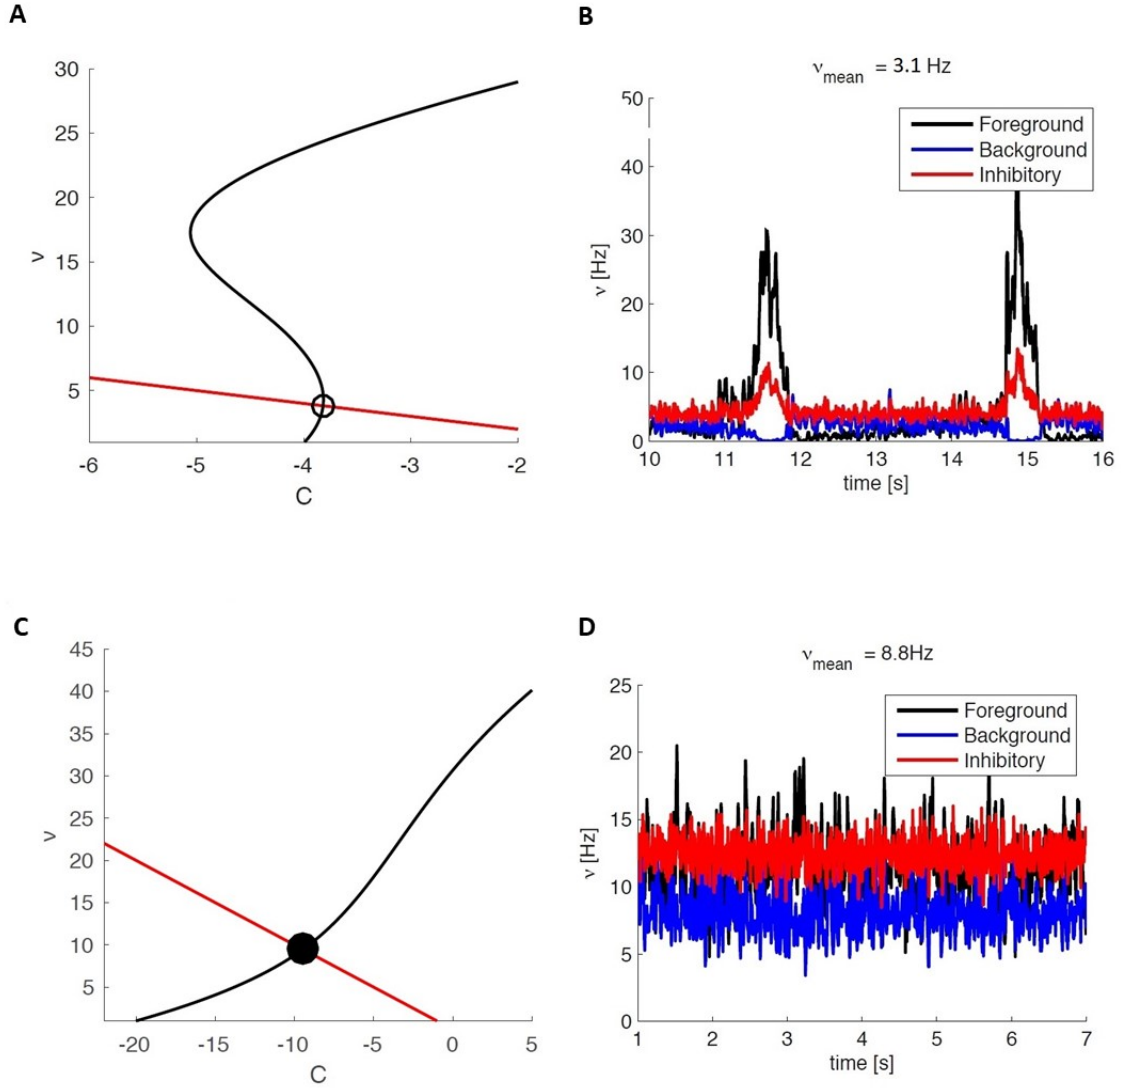 A
30
25
20
15
10
5
ν
-6
-5
-4
-3
-2
C
B
νmean = 3.1 Hz
50
40
30
20
10
0
ν [Hz]
Foreground
Background
Inhibitory
10
11
12
13
14
15
16
time [s]
C
45
40
35
30
25
20
15
10
5
ν
-20
-15
-10
-5
0
5
C
D
νmean = 8.8Hz
25
20
15
10
5
0
ν [Hz]
Foreground
Background
Inhibitory
1
2
3
4
5
6
7
time [s]